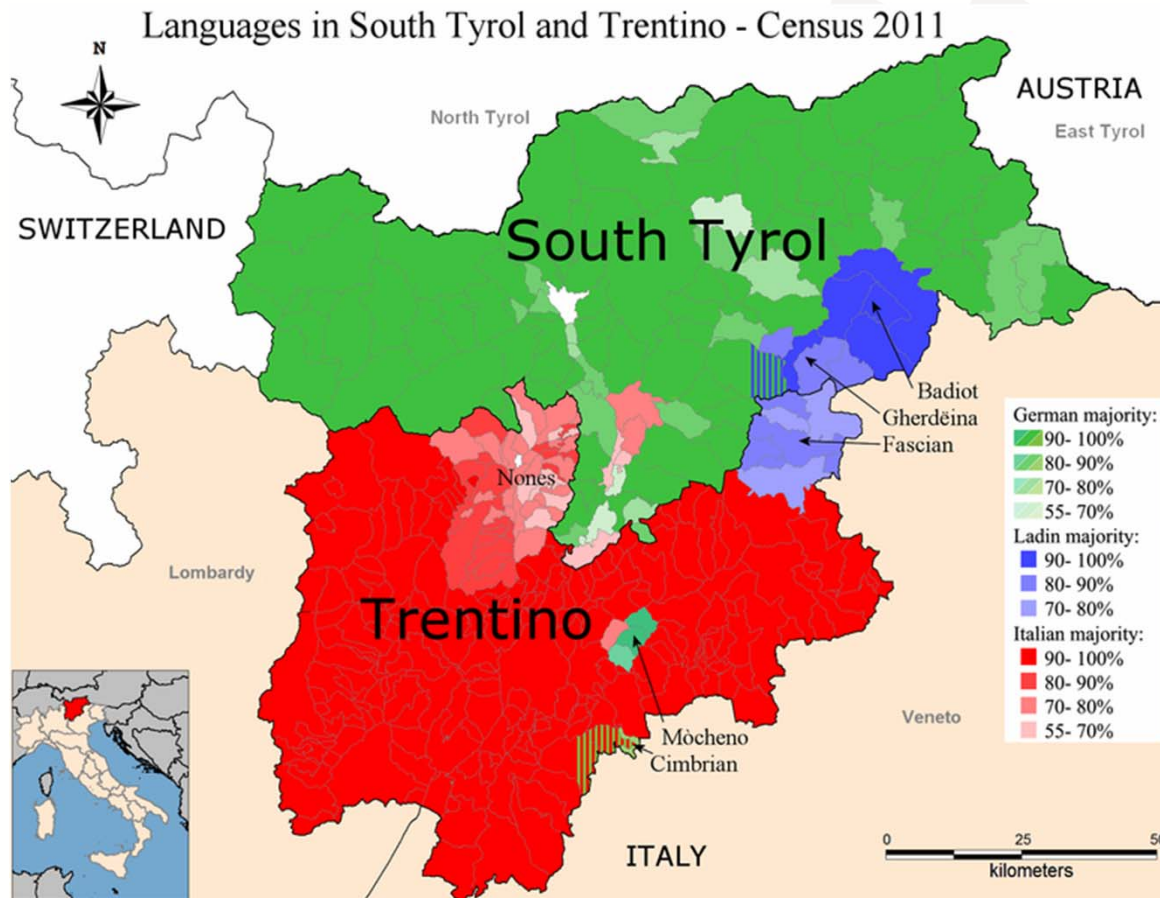 Languages in South Tyrol and Trentino - Census 2011
N
AUSTRIA
North Tyrol
East Tyrol
SWITZERLAND
South Tyrol
Badiot
Gherdëina
Fascian
Nones
Lombardy
Trentino
Mòcheno
Cimbrian
Veneto
ITALY
German majority:
90- 100%
80- 90%
70- 80%
55- 70%
Ladin majority:
90- 100%
80- 90%
70- 80%
Italian majority:
90- 100%
80- 90%
70- 80%
55- 70%
0 25 50
kilometers